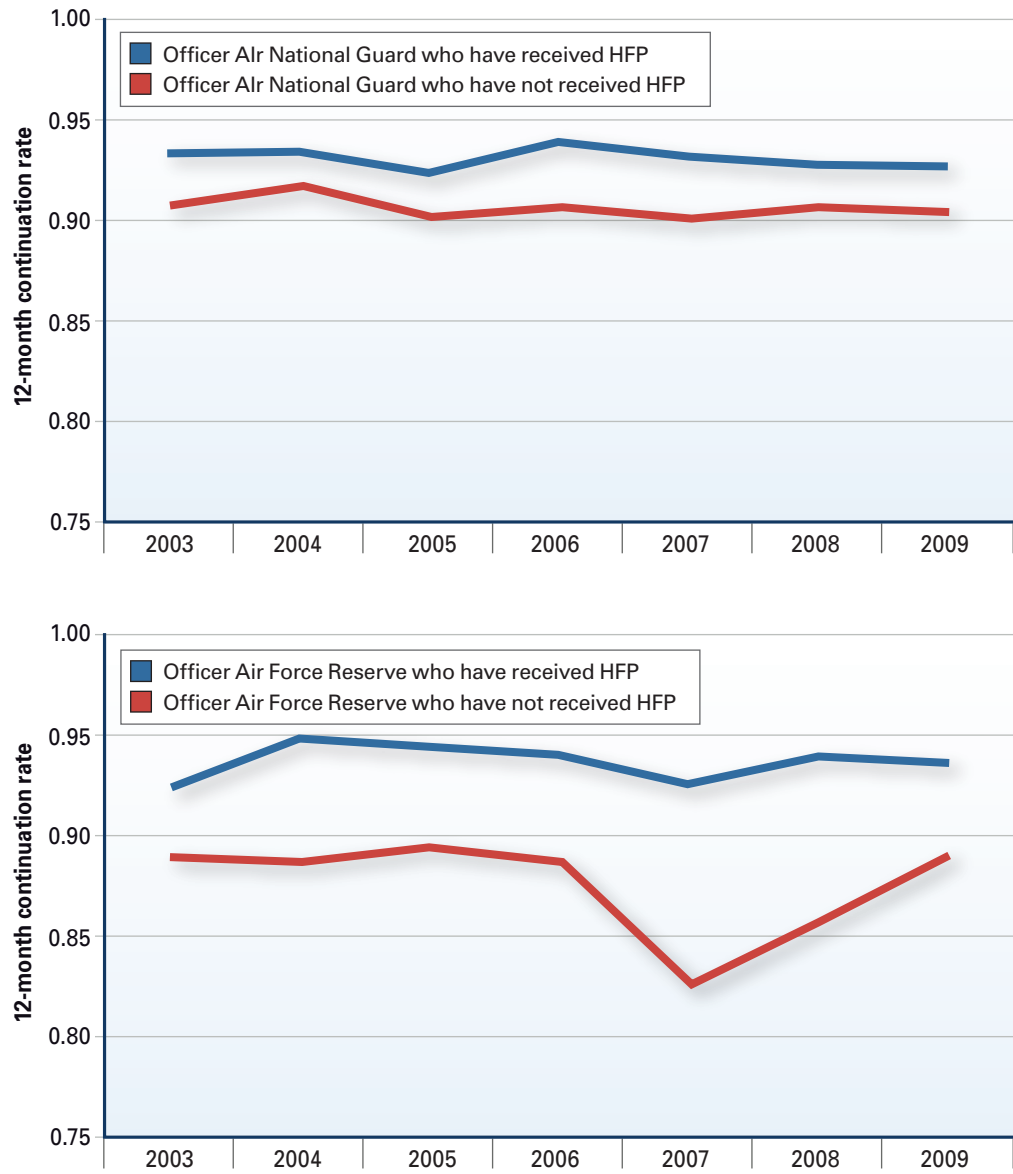 1.00
Officer AIr National Guard who have received HFP
Officer AIr National Guard who have not received HFP
0.95
0.90
0.85
0.80
0.75
12-month continuation rate
2003 2004 2005 2006 2007 2008 2009
1.00
Officer Air Force Reserve who have received HFP
Officer Air Force Reserve who have not received HFP
0.95
0.90
0.85
0.80
0.75
12-month continuation rate
2003 2004 2005 2006 2007 2008 2009